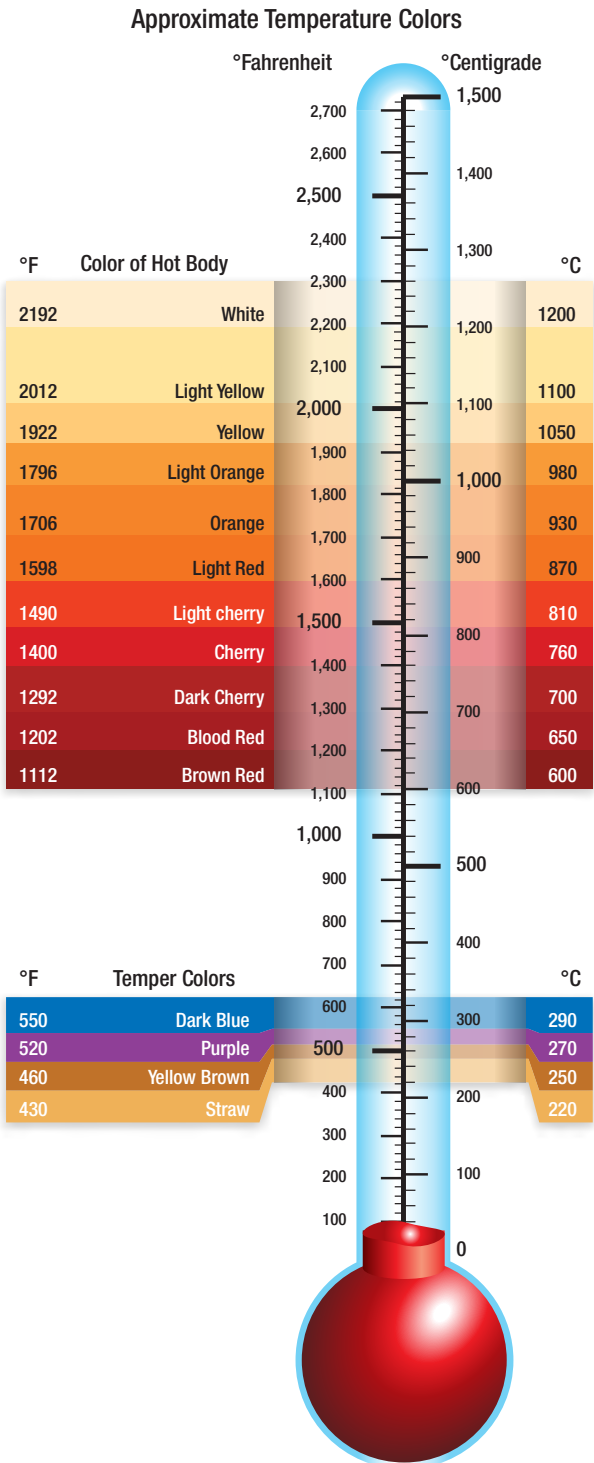 Approximate Temperature Colors
°Fahrenheit °Centigrade
1,500
2,700
2,600
1,400
2,500
2,400
1,300
°F Color of Hot Body °C
2,300
2192 White 2,200 1,200 1200
2,100
2012 Light Yellow 2,000 1,100 1100
1922 Yellow 1050
1,900
1796 Light Orange 1,000 980
1,800
1706 Orange 930
1,700
900
1598 Light Red 870
1,600
1490 Light cherry 1,500 810
800
1400 Cherry 760
1,400
1292 Dark Cherry 700
1,300 700
1202 Blood Red 650
1,200
1112 Brown Red 600
600
1,100
1,000
500
900
800
400
700
°F Temper Colors °C
600
550 Dark Blue 300 290
520 Purple 500 270
460 Yellow Brown 250
400 200
430 Straw 220
300
200 100
100
0